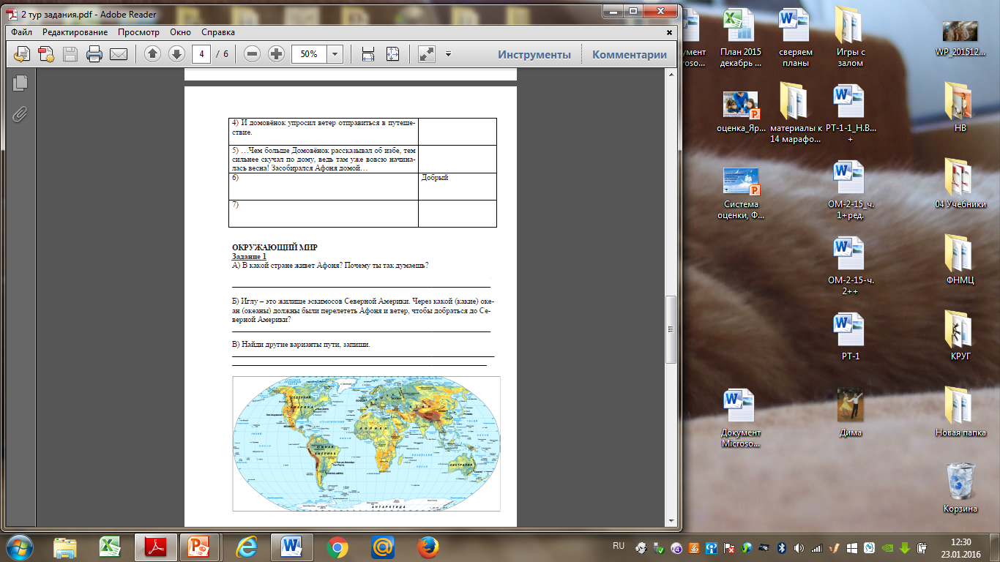 2 тур задания.pdf - Adobe Reader
Файл Редактирование Просмотр Окно Справка
4 / 6 50% Инструменты Комментарии
4) И домовёнок упросил ветер отправиться в путеше-
ствие.
5) …Чем больше Домовёнок рассказывал об избе, тем
сильнее скучал по дому, ведь там уже вовсю начина-
лась весна! Засобирался Афоня домой…
6) Добрый
7)
ОКРУЖАЮЩИЙ МИР
Задание 1
А) В какой стране живет Афоня? Почему ты так думаешь?
Б) Иглу – это жилище эскимосов Северной Америки. Через какой (какие) оке-
ан (океаны) должны были перелететь Афоня и ветер, чтобы добраться до Се-
верной Америки?
В) Найди другие варианты пути, запиши.
СЕВЕРНАЯ
АМЕРИКА
АФРИКА
ЮЖНАЯ
АМЕРИКА
АВСТРАЛИЯ
АНТАРКТИДА
План 2015
декабрь ...
сверяем
планы
Игры с
залом
WP_201512...
оценка_Яр...
материалы к
14 марафо...
РТ-1-1_Н.В...
+
НВ
Система
оценки, Ф...
ОМ-2-15_ч.
1+ред.
04 Учебники
ОМ-2-15-ч.
2++
ФНМЦ
РТ-1
КРУГ
Документ
Microso...
Дима
Новая папка
Корзина
RU
12:30
23.01.2016